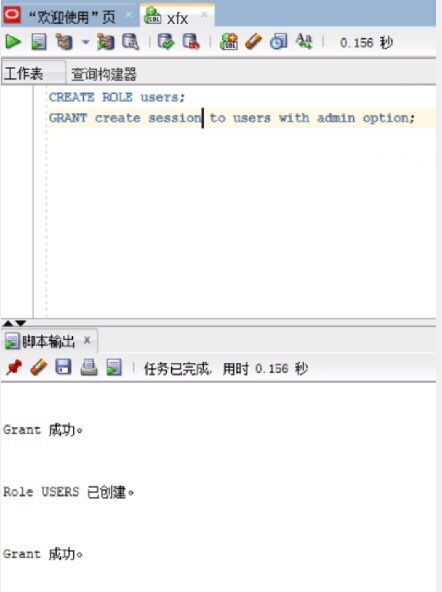 “欢迎使用”页
xfx
0.156 秒
工作表
查询构建器
CREATE ROLE users;
GRANT create session to users with admin option;
脚本输出
任务已完成, 用时 0.156 秒
Grant 成功。
Role USERS 已创建。
Grant 成功。